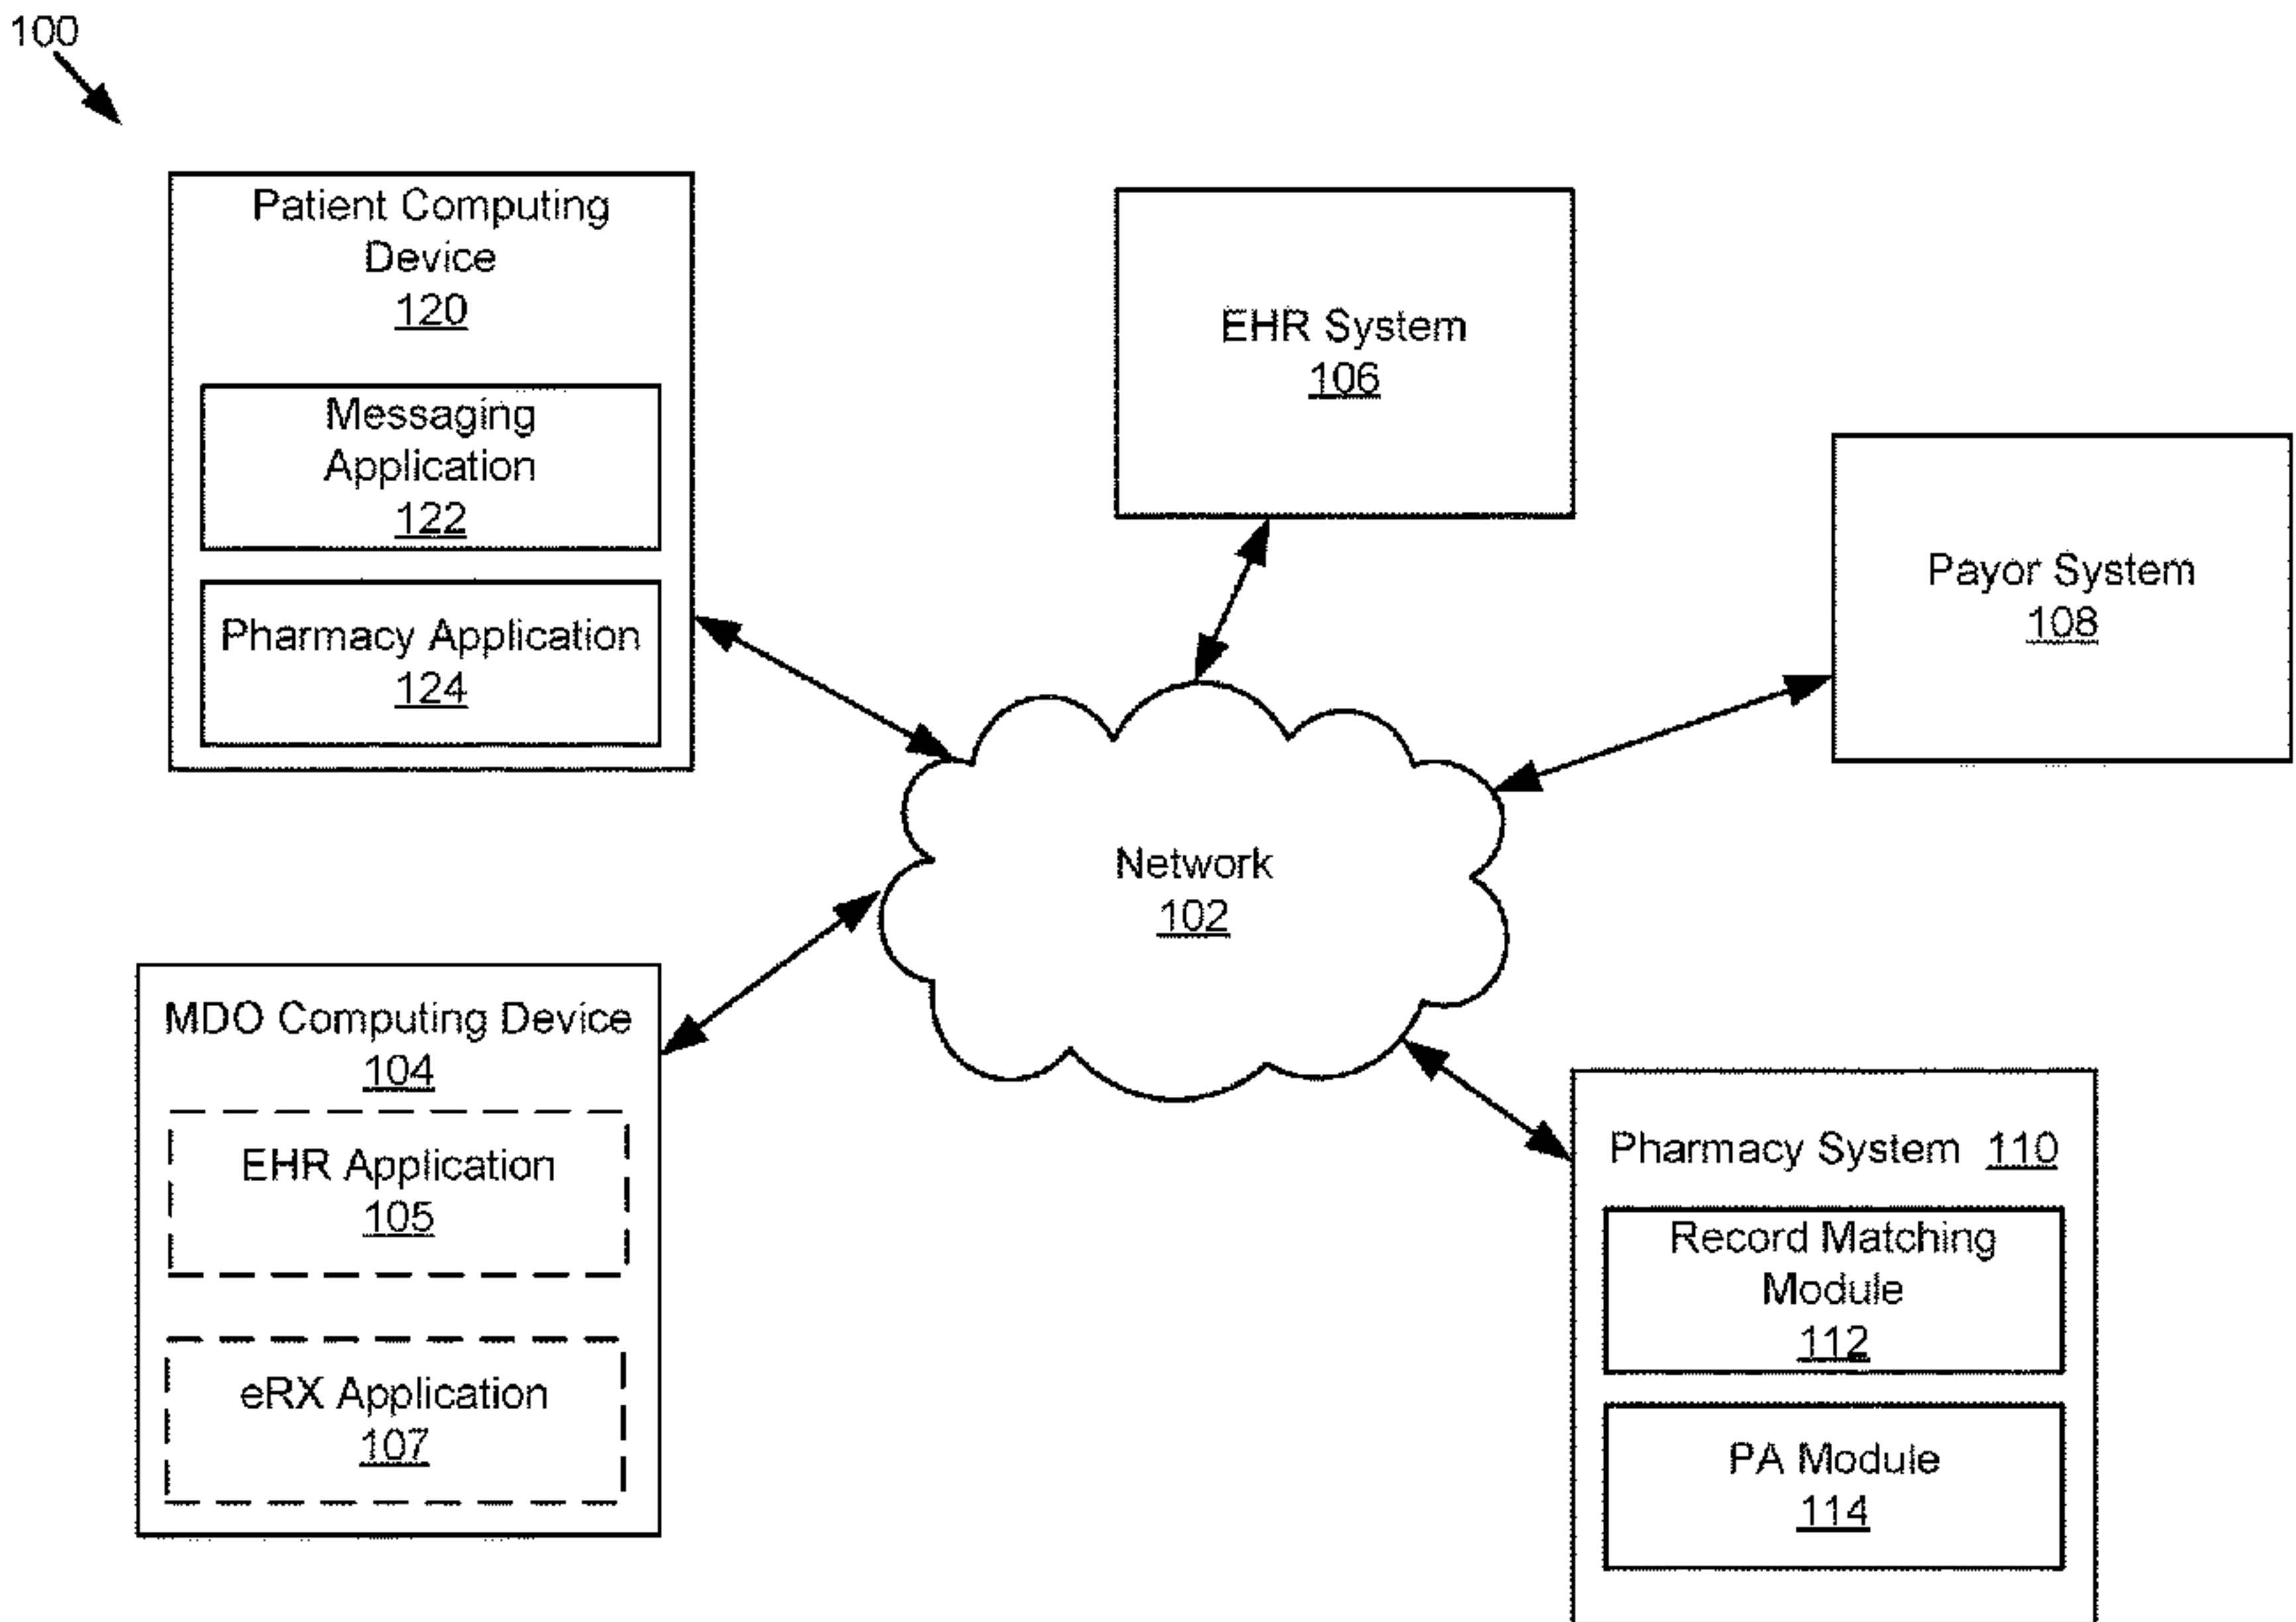 100
Patient Computing
Device
120
Messaging
Application
122
Pharmacy Application
124
EHR System
106
Payor System
108
Network
102
MDO Computing Device
104
EHR Application
105
eRX Application
107
Pharmacy System 110
Record Matching
Module
112
PA Module
114